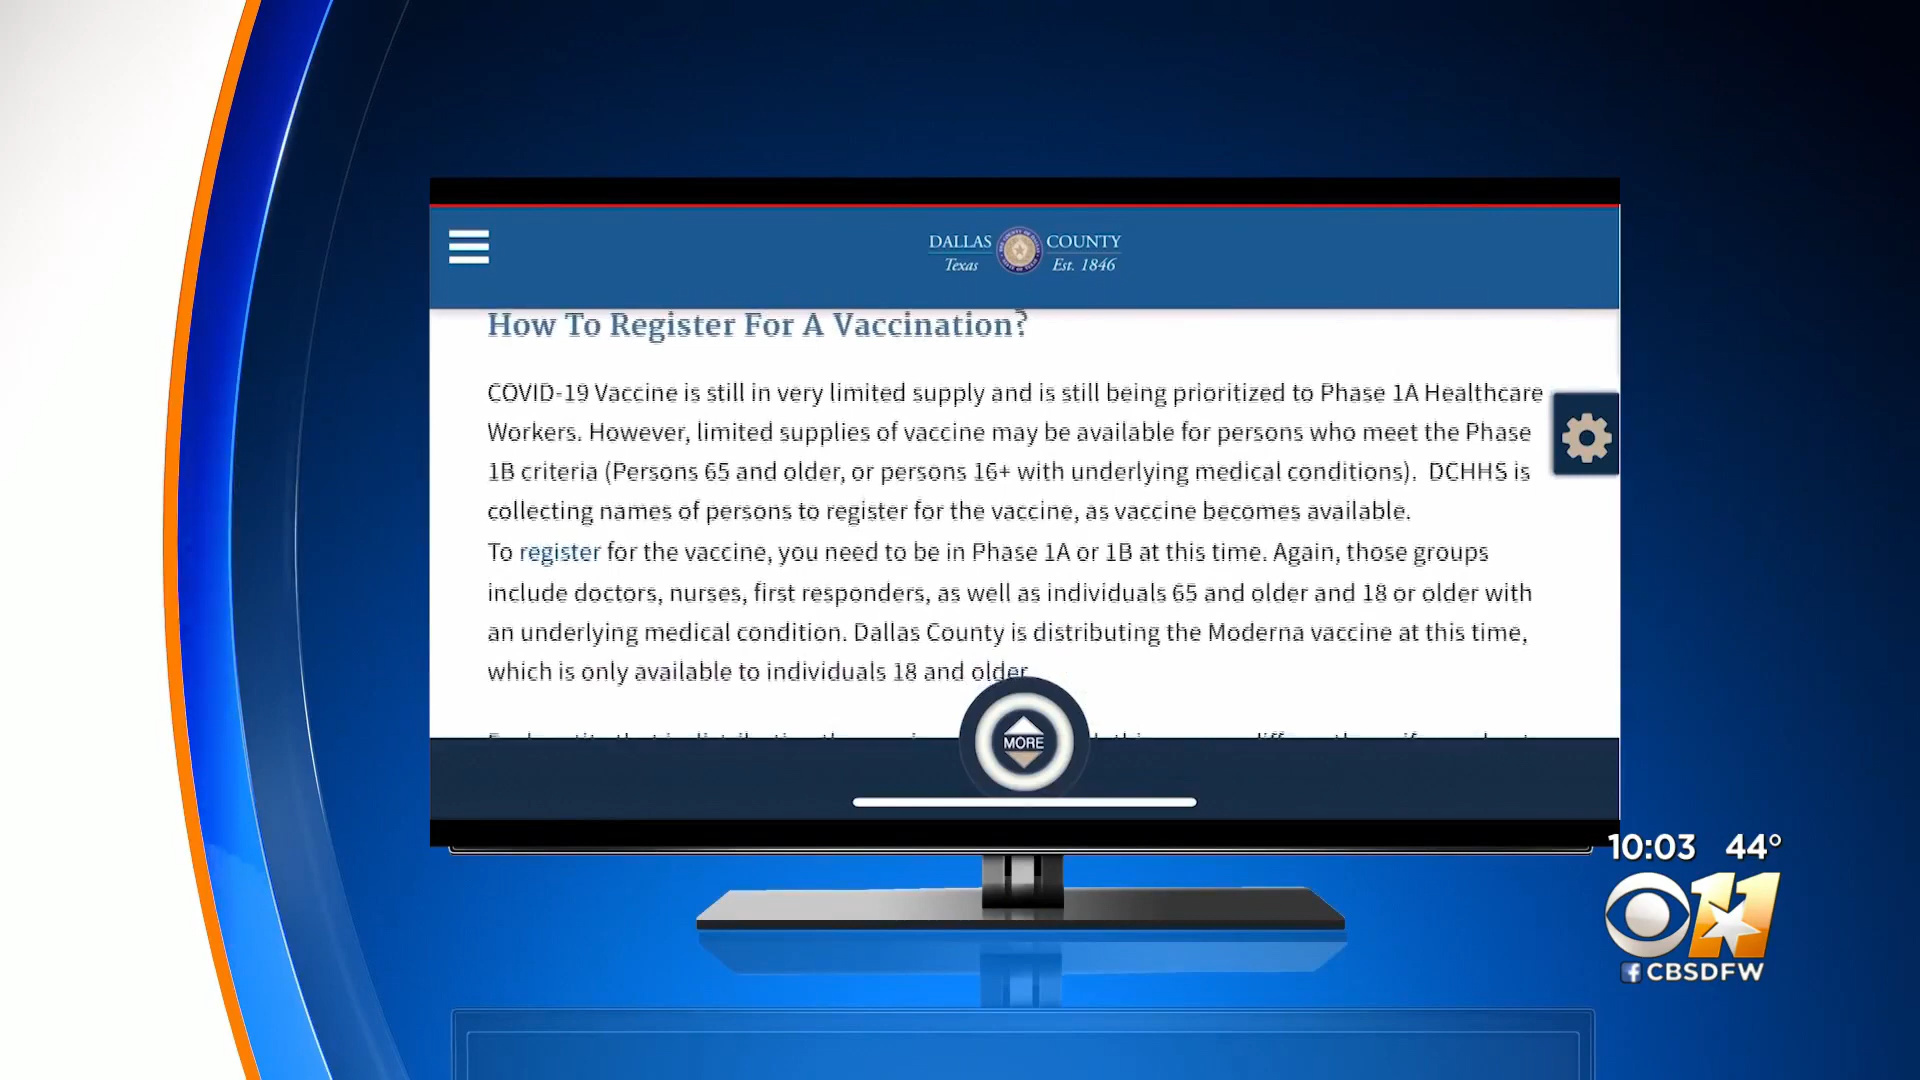 DALLAS COUNTY
Texas Est. 1846
How To Register For A Vaccination?
COVID-19 Vaccine is still in very limited supply and is still being prioritized to Phase 1A Healthcare
Workers. However, limited supplies of vaccine may be available for persons who meet the Phase
1B criteria (Persons 65 and older, or persons 16+ with underlying medical conditions).  DCHHS is
collecting names of persons to register for the vaccine, as vaccine becomes available.
To register for the vaccine, you need to be in Phase 1A or 1B at this time. Again, those groups
include doctors, nurses, first responders, as well as individuals 65 and older and 18 or older with
an underlying medical condition. Dallas County is distributing the Moderna vaccine at this time,
which is only available to individuals 18 and older
MORE
10:03 44°
11
CBSDFW